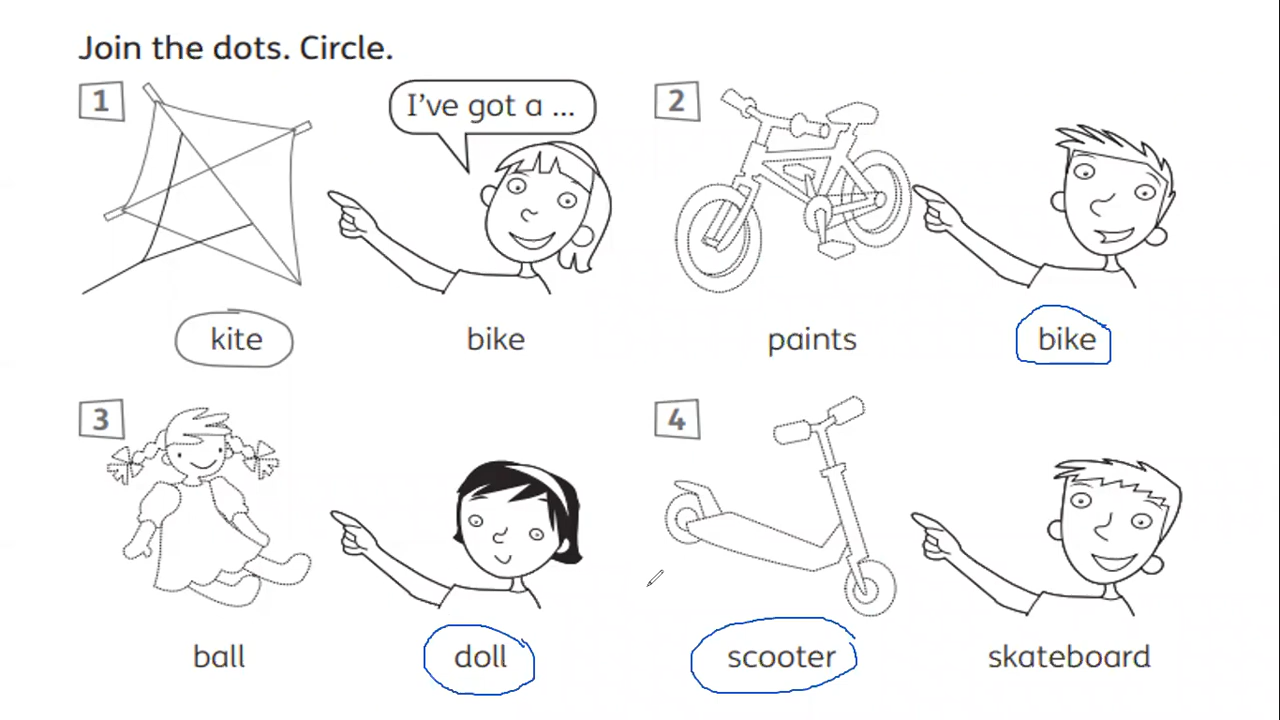 Join the dots. Circle.
1
I've got a ...
2
kite
bike
paints
bike
3
4
ball
doll
scooter
skateboard